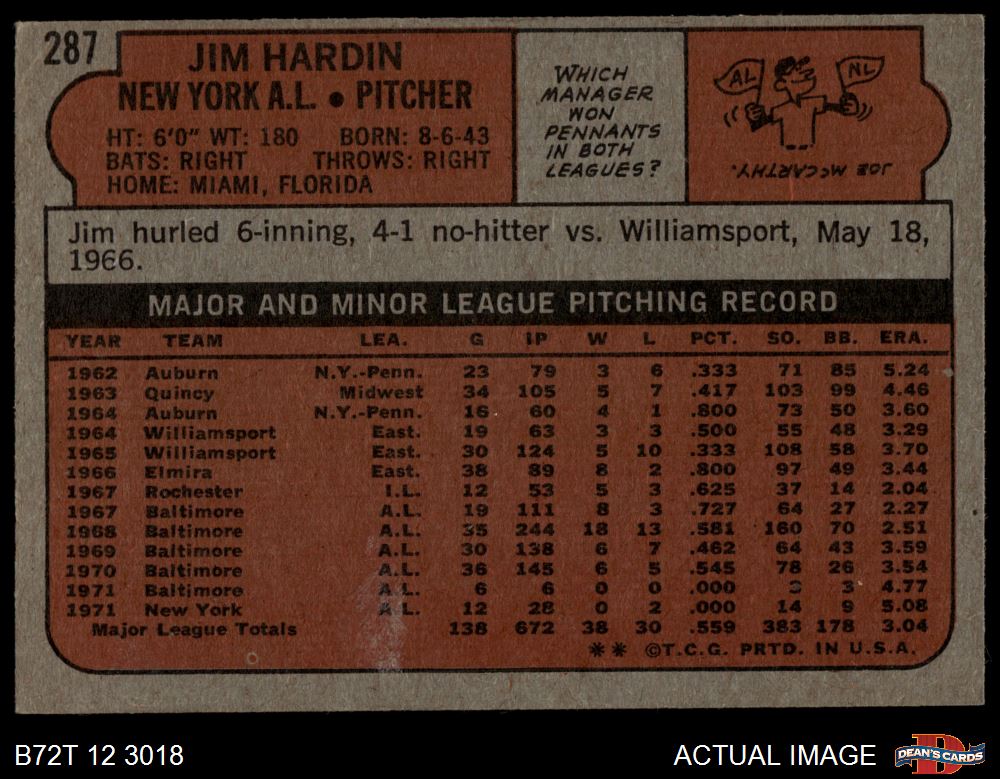 287
JIM HARDIN
NEW YORK A.L. • PITCHER
HT: 6'0" WT: 180 BORN: 8-6-43
BATS: RIGHT THROWS: RIGHT
HOME: MIAMI, FLORIDA
WHICH
MANAGER
WON
PENNANTS
IN BOTH
LEAGUES?
AL NL
JOE McCARTHY.
Jim hurled 6-inning, 4-1 no-hitter vs. Williamsport, May 18,
1966.
MAJOR AND MINOR LEAGUE PITCHING RECORD
YEAR TEAM LEA. G IP W L PCT. SO. BB. ERA.
1962 Auburn N.Y.-Penn. 23 79 3 6 .333 71 85 5.24
1963 Quincy Midwest 34 105 5 7 .417 103 99 4.46
1964 Auburn N.Y.-Penn. 16 60 4 1 .800 73 50 3.60
1964 Williamsport East. 19 63 3 3 .500 55 48 3.29
1965 Williamsport East. 30 124 5 10 .333 108 58 3.70
1966 Elmira East. 38 89 8 2 .800 97 49 3.44
1967 Rochester I.L. 12 53 5 3 .625 37 14 2.04
1967 Baltimore A.L. 19 111 8 3 .727 64 27 2.27
1968 Baltimore A.L. 35 244 18 13 .581 160 70 2.51
1969 Baltimore A.L. 30 138 6 7 .462 64 43 3.59
1970 Baltimore A.L. 36 145 6 5 .545 78 26 3.54
1971 Baltimore A.L. 6 6 0 0 .000 3 3 4.77
1971 New York A.L. 12 28 0 2 .000 14 9 5.08
Major League Totals 138 672 38 30 .559 383 178 3.04
** ©T.C.G. PRTD. IN U.S.A.
B72T 12 3018 ACTUAL IMAGE DEAN'S CARDS